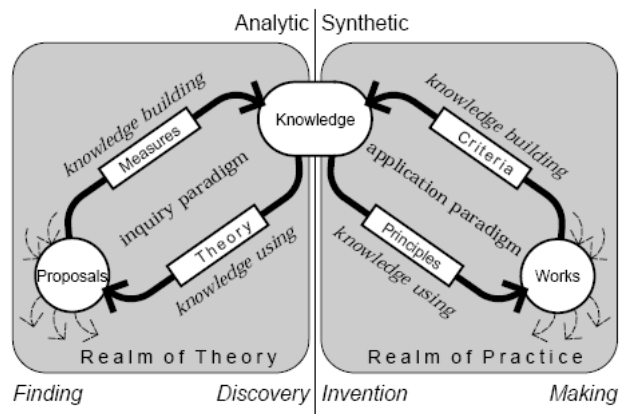 Analytic
Synthetic
knowledge building
Measures
inquiry paradigm
Theory
knowledge using
Proposals
Knowledge
knowledge building
Criteria
application paradigm
Principles
knowledge using
Works
Realm of Theory
Realm of Practice
Finding
Discovery
Invention
Making